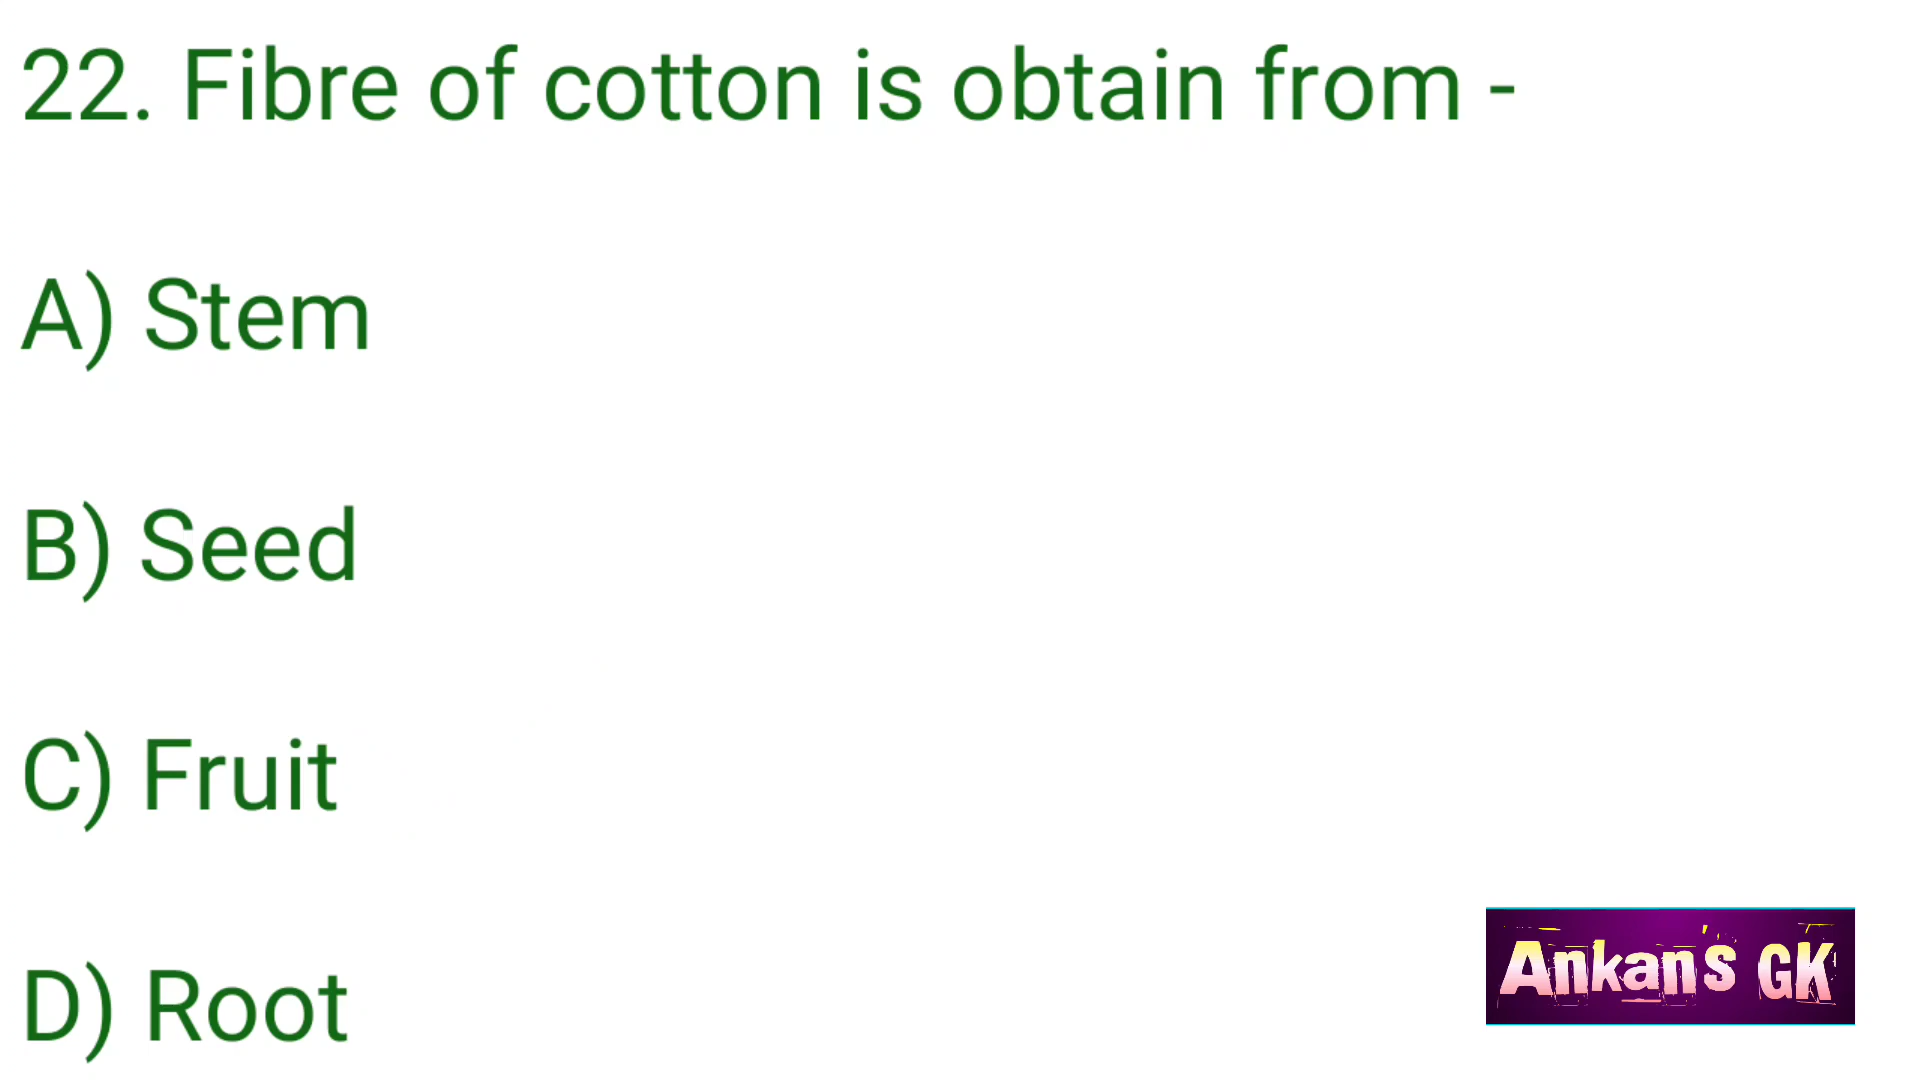 22. Fibre of cotton is obtain from -
A) Stem
B) Seed
C) Fruit
D) Root
Ankan's GK